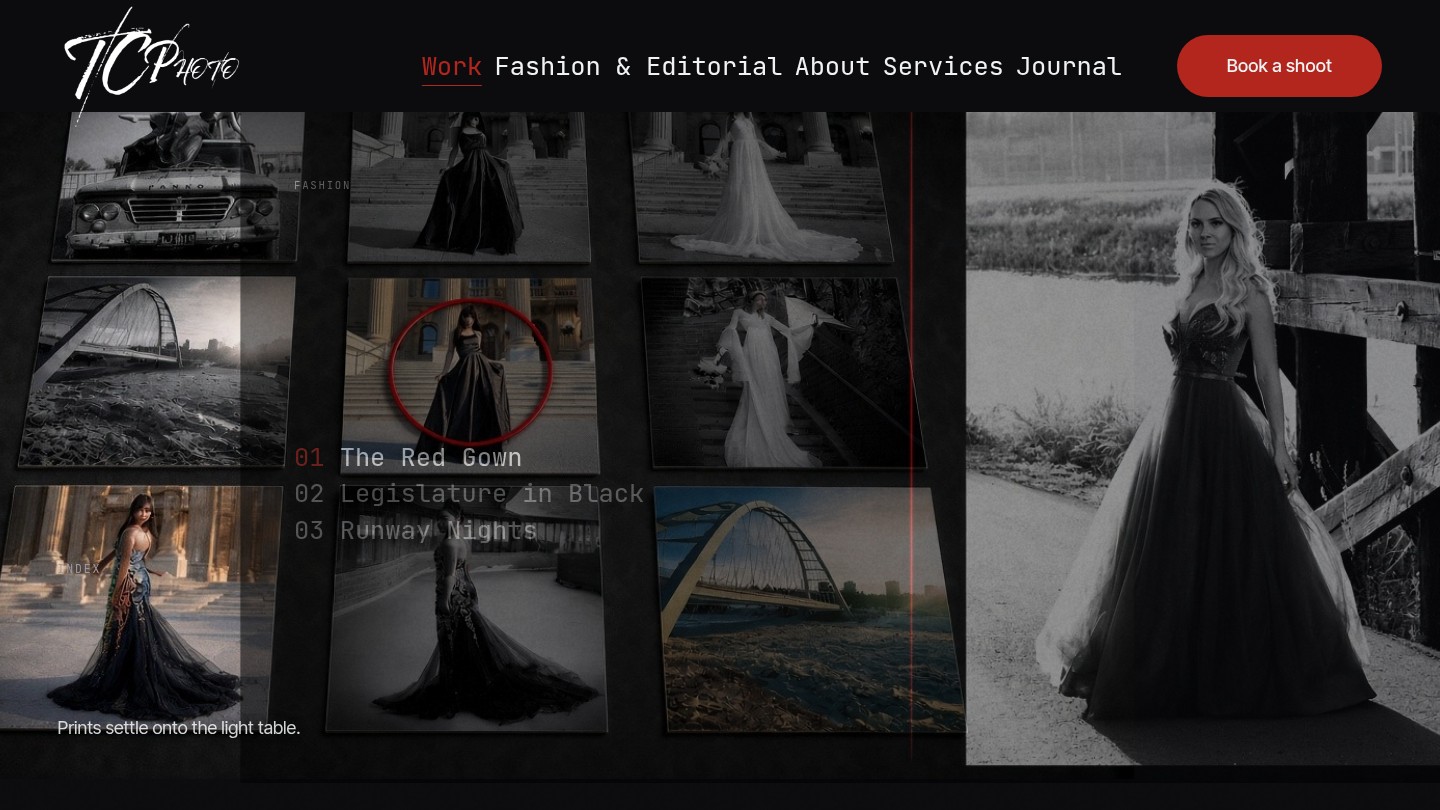 TCPHOTO
Work Fashion & Editorial About Services Journal
Book a shoot
FASHION
01 The Red Gown
02 Legislature in Black
03 Runway Nights
INDEX
Prints settle onto the light table.